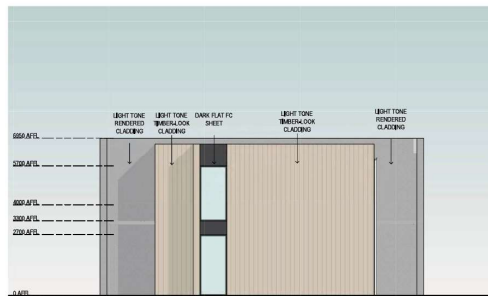 LIGHT TONE
RENDERED
CLADDING
LIGHT TONE
TIMBER-LOOK
CLADDING
DARK FLAT FC
SHEET
LIGHT TONE
TIMBER-LOOK
CLADDING
LIGHT TONE
RENDERED
CLADDING
6950 AFFL
5700 AFFL
4000 AFFL
3300 AFFL
2700 AFFL
0 AFFL